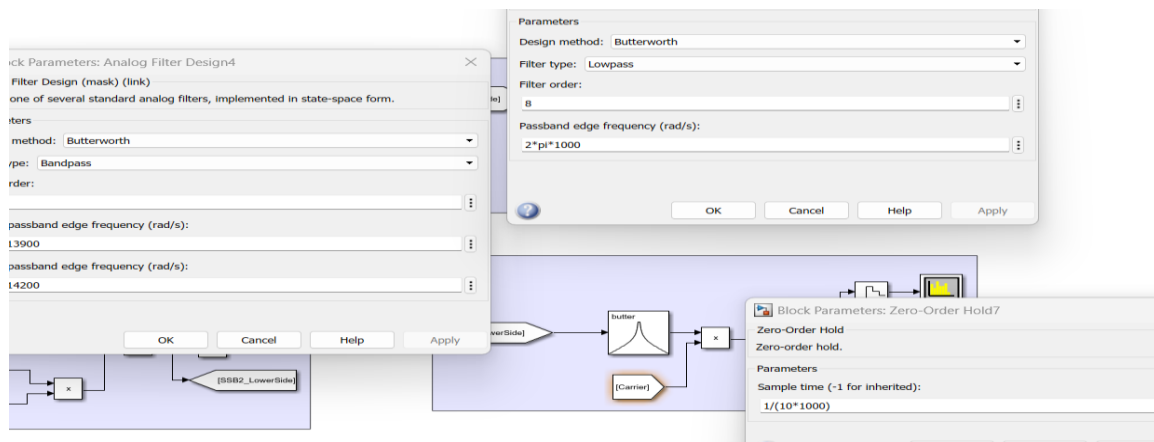 Parameters
Design method: Butterworth
Filter type: Lowpass
Filter order:
8
Passband edge frequency (rad/s):
2*pi*1000
OK Cancel Help Apply
ck Parameters: Analog Filter Design4
Filter Design (mask) (link)
one of several standard analog filters, implemented in state-space form.
ters
method: Butterworth
ype: Bandpass
rder:
passband edge frequency (rad/s):
13900
passband edge frequency (rad/s):
14200
OK Cancel Help Apply
le]
[SSB2_LowerSide]
×
werSide]
butter
×
[Carrier]
Block Parameters: Zero-Order Hold7
Zero-Order Hold
Zero-order hold.
Parameters
Sample time (-1 for inherited):
1/(10*1000)